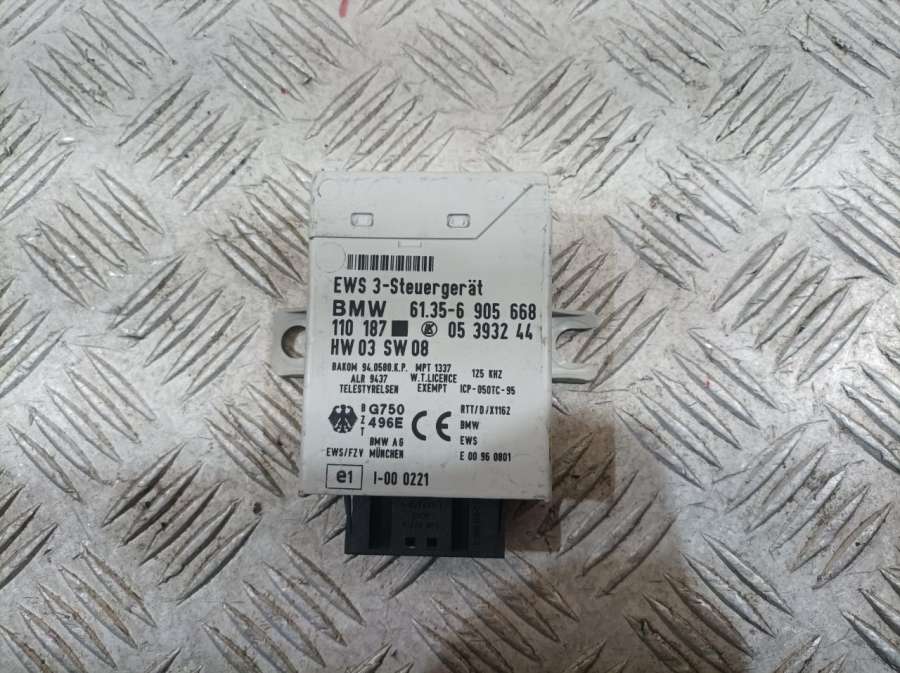 EWS 3-Steuergerät
BMW 61.35-6 905 668
110 187 05 3932 44
HW 03 SW 08
BAKOM 94.0580.K.P. MPT 1337 125 KHZ
ALR 9437 W.T.LICENCE
TELESTYRELSEN EXEMPT ICP-050TC-95
BZT G750 496E CE RTT/D/X1162
BMW
BMW AG EWS
EWS/FZV MÜNCHEN E 00 96 0801
e1 I-00 0221